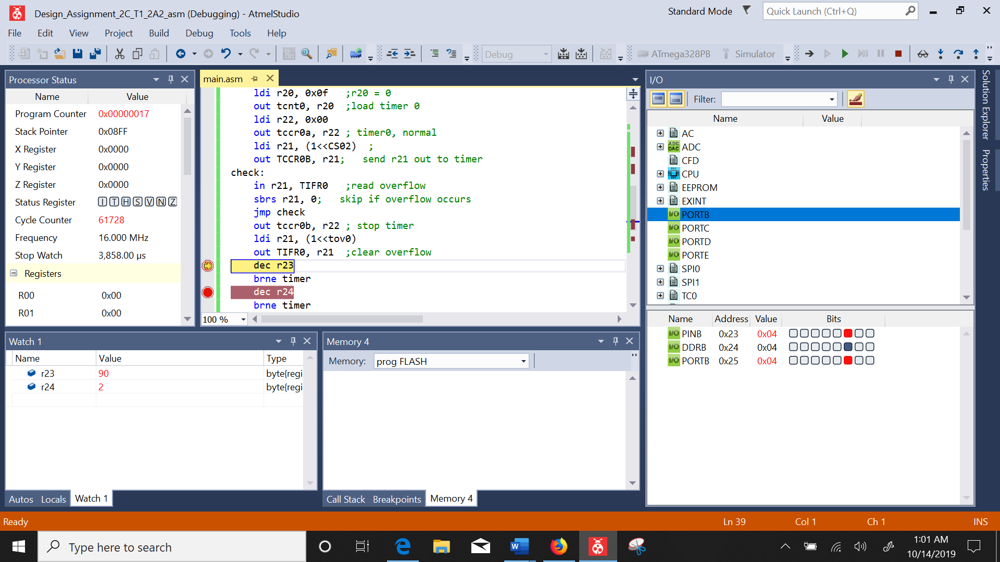 Design_Assignment_2C_T1_2A2_asm (Debugging) - AtmelStudio
Standard Mode
Quick Launch (Ctrl+Q)
File Edit View Project Build Debug Tools Help
Debug
ATmega328PB
Simulator
Processor Status
Name Value
Program Counter 0x00000017
Stack Pointer 0x08FF
X Register 0x0000
Y Register 0x0000
Z Register 0x0000
Status Register I T H S V N Z
Cycle Counter 61728
Frequency 16.000 MHz
Stop Watch 3,858.00 µs
Registers
R00 0x00
R01 0x00
main.asm
ldi r20, 0x0f ;r20 = 0
out tcnt0, r20 ;load timer 0
ldi r22, 0x00
out tccr0a, r22 ; timer0, normal
ldi r21, (1<<CS02) ;
out TCCR0B, r21; send r21 out to timer
check:
in r21, TIFR0 ;read overflow
sbrs r21, 0; skip if overflow occurs
jmp check
out tccr0b, r22 ; stop timer
ldi r21, (1<<tov0)
out TIFR0, r21 ;clear overflow
dec r23
brne timer
dec r24
brne timer
100 %
I/O
Filter:
Name Value
AC
ADC DAC ADC
CFD
CPU
EEPROM
EXINT
I/O PORTB
I/O PORTC
I/O PORTD
I/O PORTE
SPI0
SPI1
TC0
Name Address Value Bits
I/O PINB 0x23 0x04
I/O DDRB 0x24 0x04
I/O PORTB 0x25 0x04
Solution Explorer
Properties
Watch 1
Name Value Type
r23 90 byte{regi
r24 2 byte{regi
Autos Locals Watch 1
Memory 4
Memory: prog FLASH
Call Stack Breakpoints Memory 4
Ready
Ln 39 Col 1 Ch 1 INS
Type here to search
1:01 AM
10/14/2019